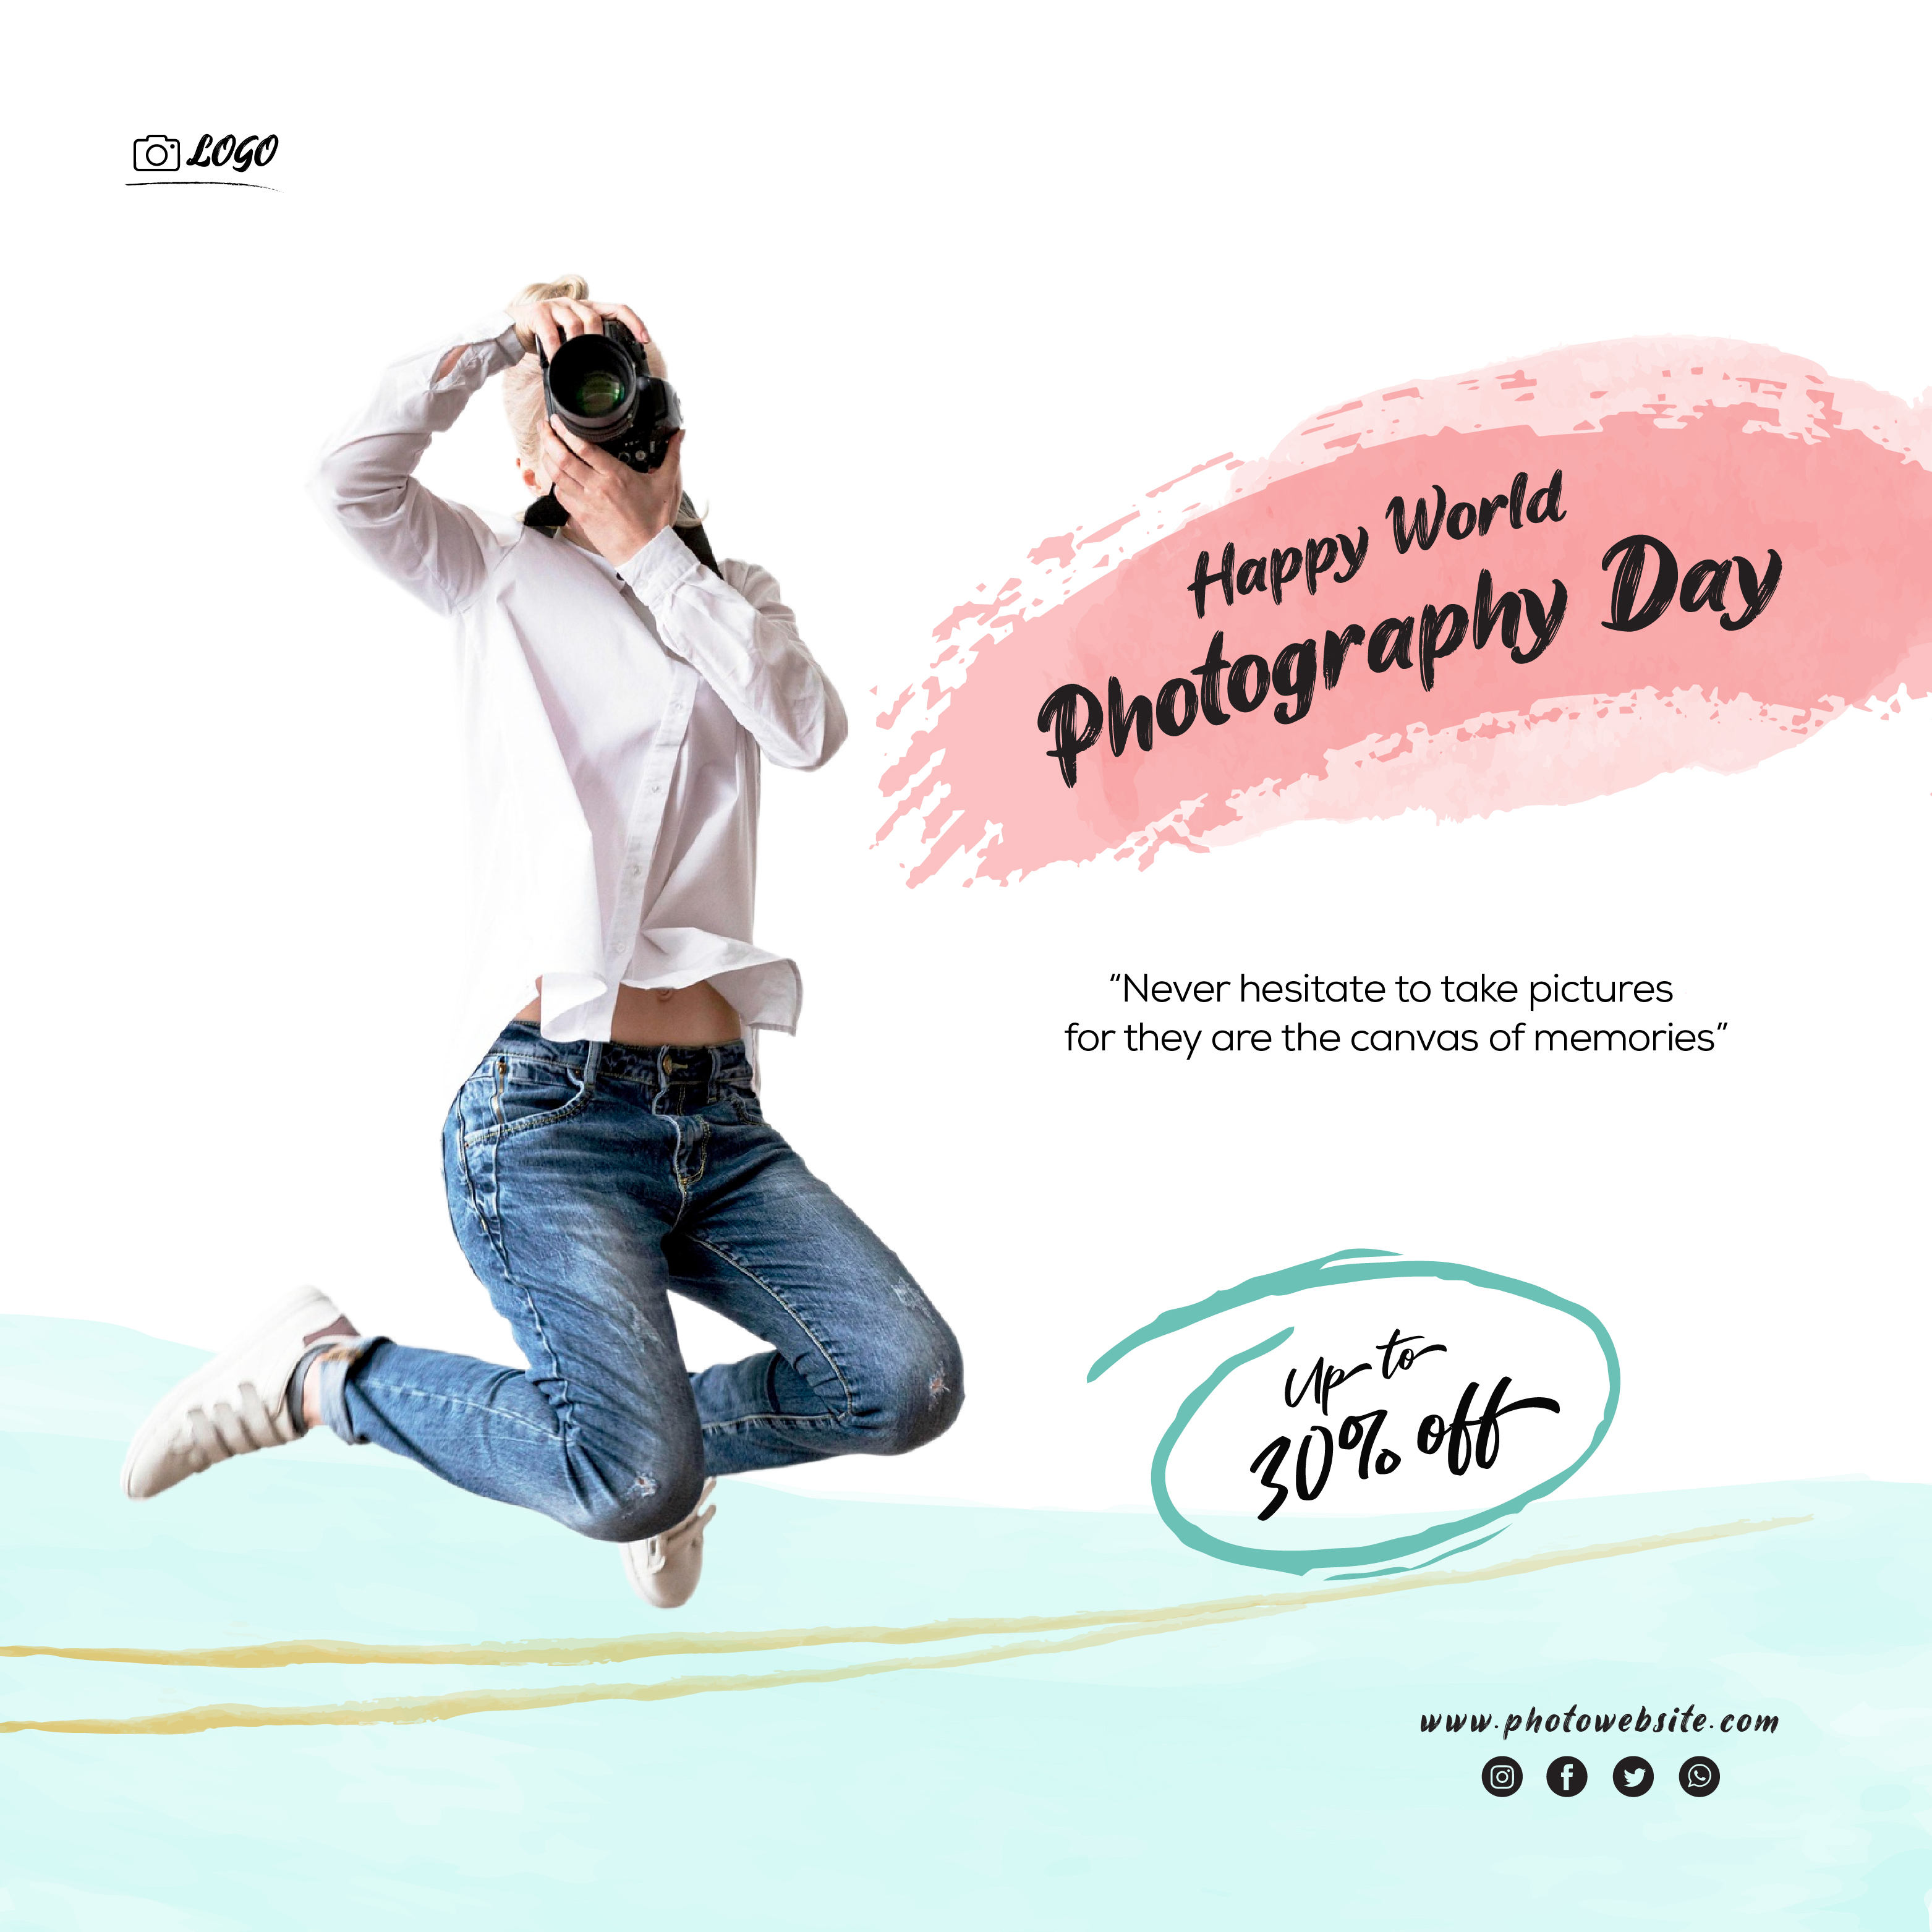 LOGO
Happy World
Photography Day
“Never hesitate to take pictures
for they are the canvas of memories”
Up to
30% off
www.photowebsite.com